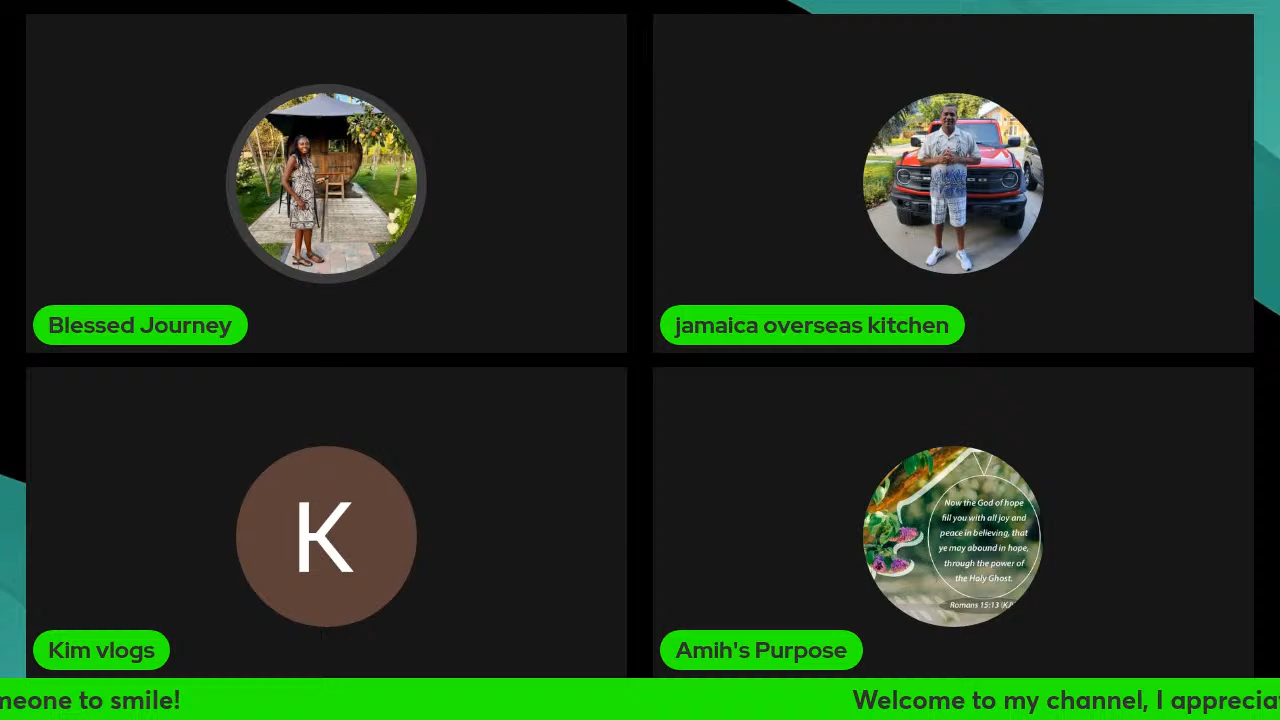 Blessed Journey
jamaica overseas kitchen
K
Kim vlogs
Now the God of hope
fill you with all joy and
peace in believing, that
ye may abound in hope,
through the power of
the Holy Ghost.
Romans 15:13 (KJ
Amih's Purpose
meone to smile!
Welcome to my channel, I apprecia